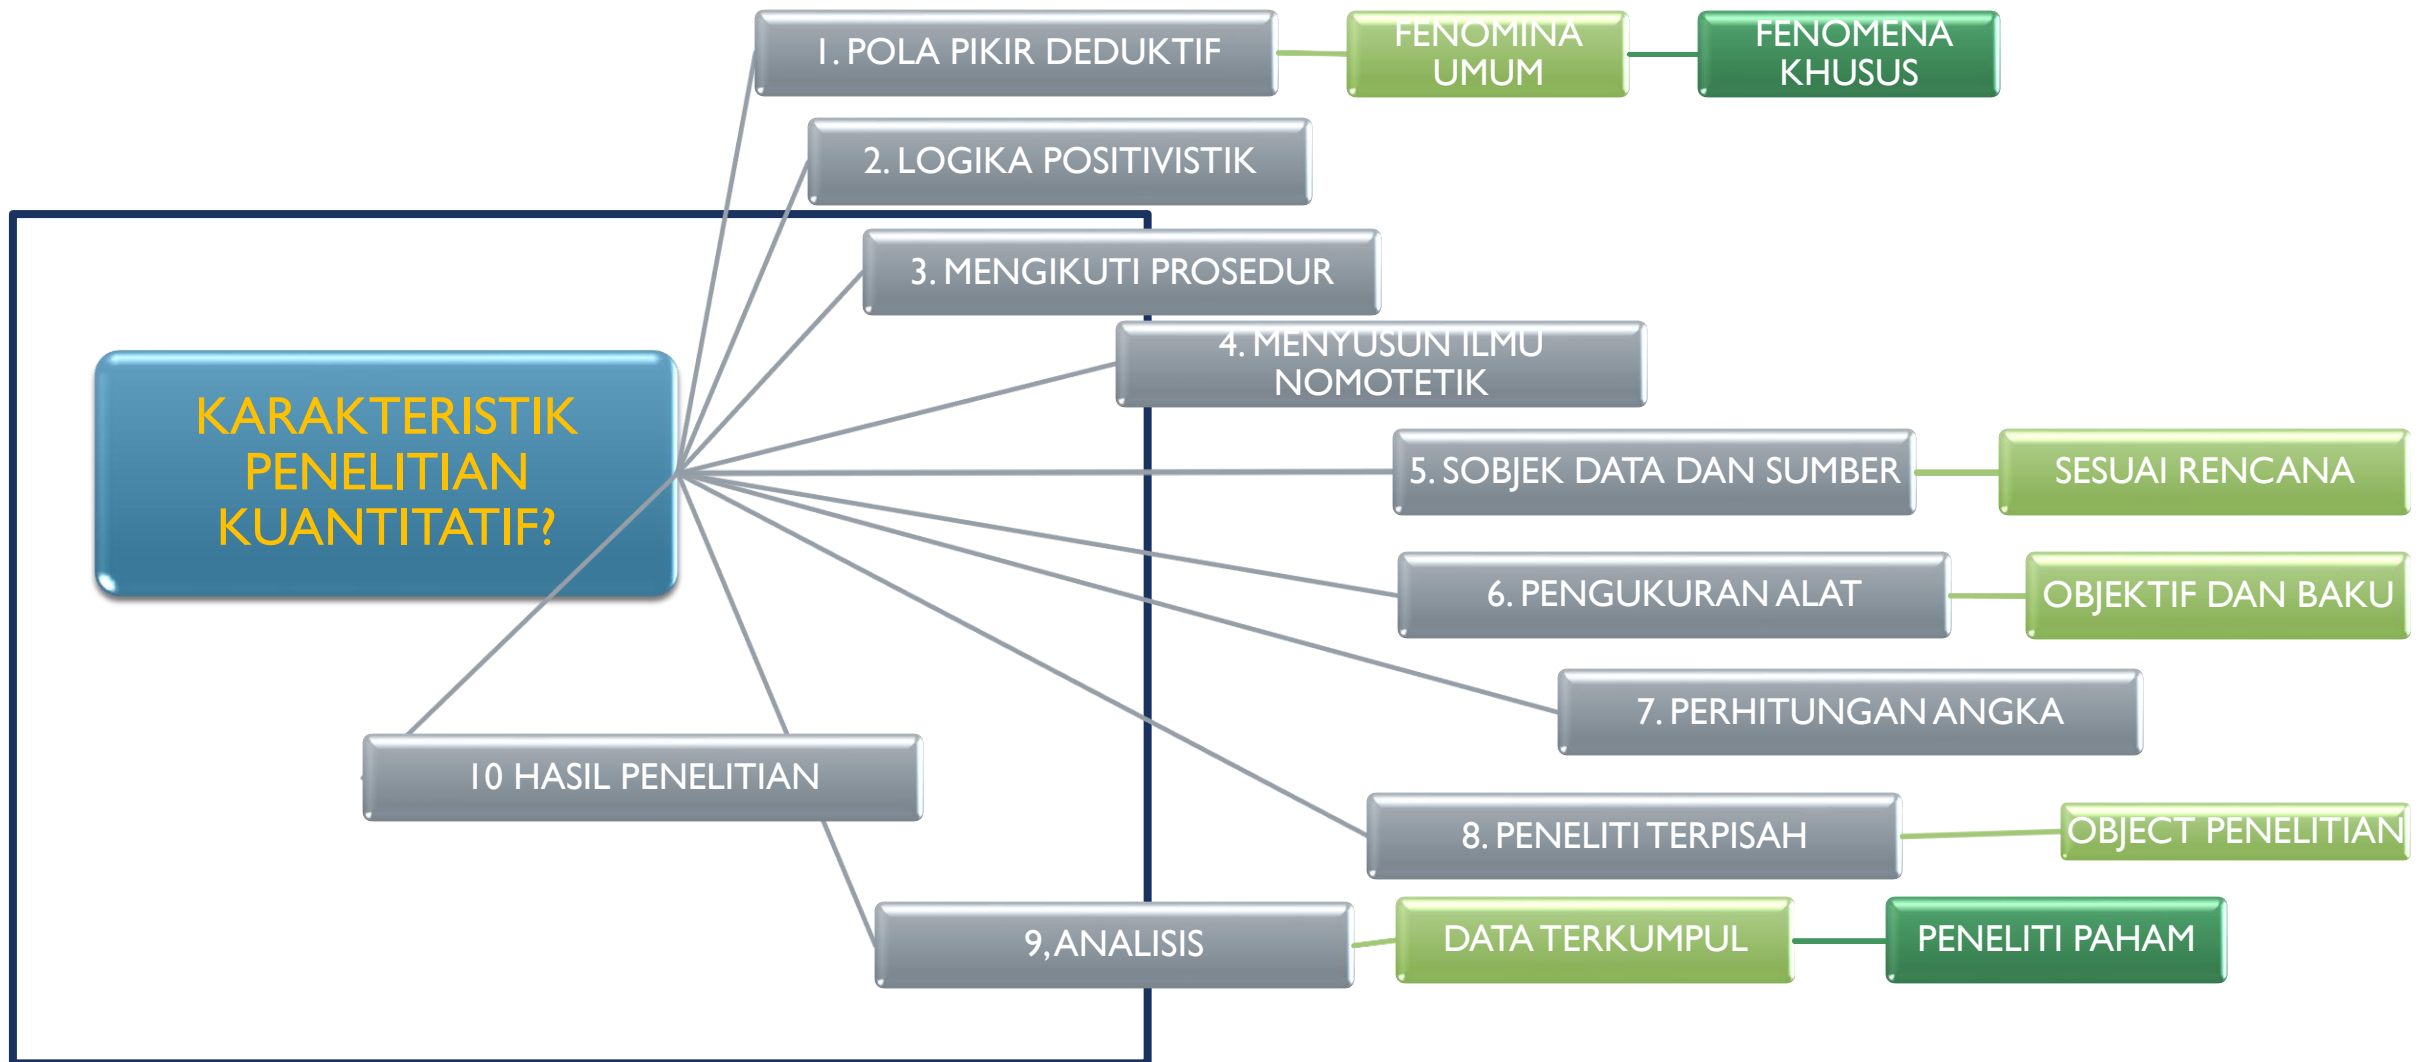 KARAKTERISTIK
PENELITIAN
KUANTITATIF?
1. POLA PIKIR DEDUKTIF
FENOMINA
UMUM
FENOMENA
KHUSUS
2. LOGIKA POSITIVISTIK
3. MENGIKUTI PROSEDUR
4. MENYUSUN ILMU
NOMOTETIK
5. SOBJEK DATA DAN SUMBER
SESUAI RENCANA
6. PENGUKURAN ALAT
OBJEKTIF DAN BAKU
7. PERHITUNGAN ANGKA
8. PENELITI TERPISAH
OBJECT PENELITIAN
9, ANALISIS
DATA TERKUMPUL
PENELITI PAHAM
10 HASIL PENELITIAN